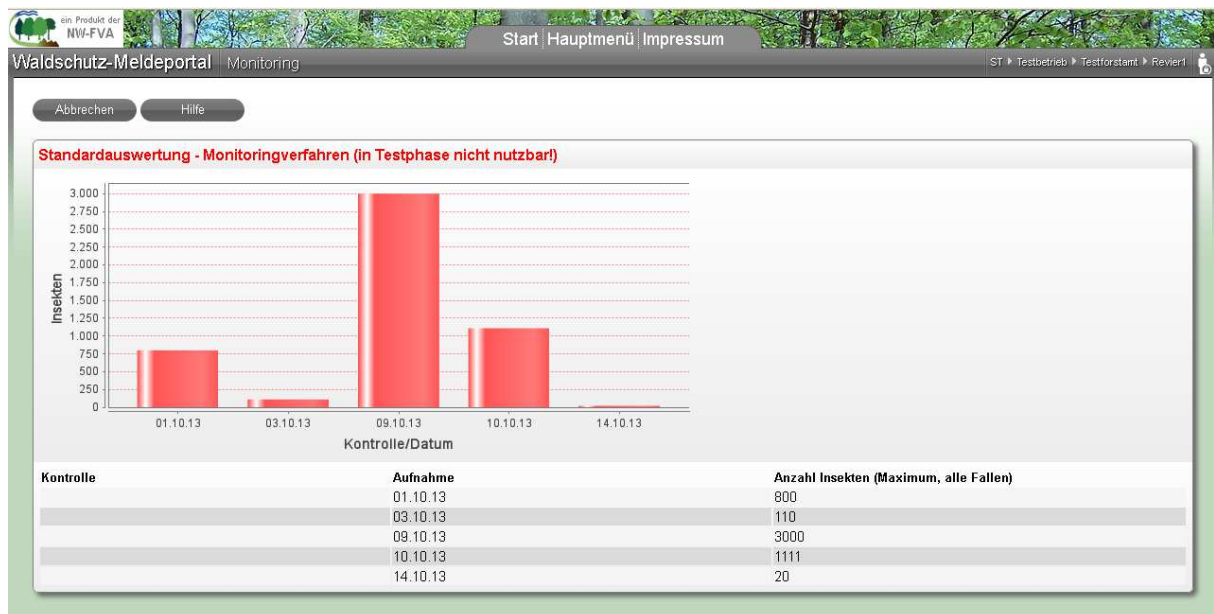 ein Produkt der
NW-FVA
Start Hauptmenü Impressum
Waldschutz-Meldeportal Monitoring
ST Testbetrieb Testforstamt Revier1
Abbrechen Hilfe
Standardauswertung - Monitoringverfahren (in Testphase nicht nutzbar!)
3.000
2.750
2.500
2.250
2.000
1.750
1.500
1.250
1.000
750
500
250
0
Insekten
01.10.13 03.10.13 09.10.13 10.10.13 14.10.13
Kontrolle/Datum
Kontrolle Aufnahme Anzahl Insekten (Maximum, alle Fallen)
01.10.13 800
03.10.13 110
09.10.13 3000
10.10.13 1111
14.10.13 20